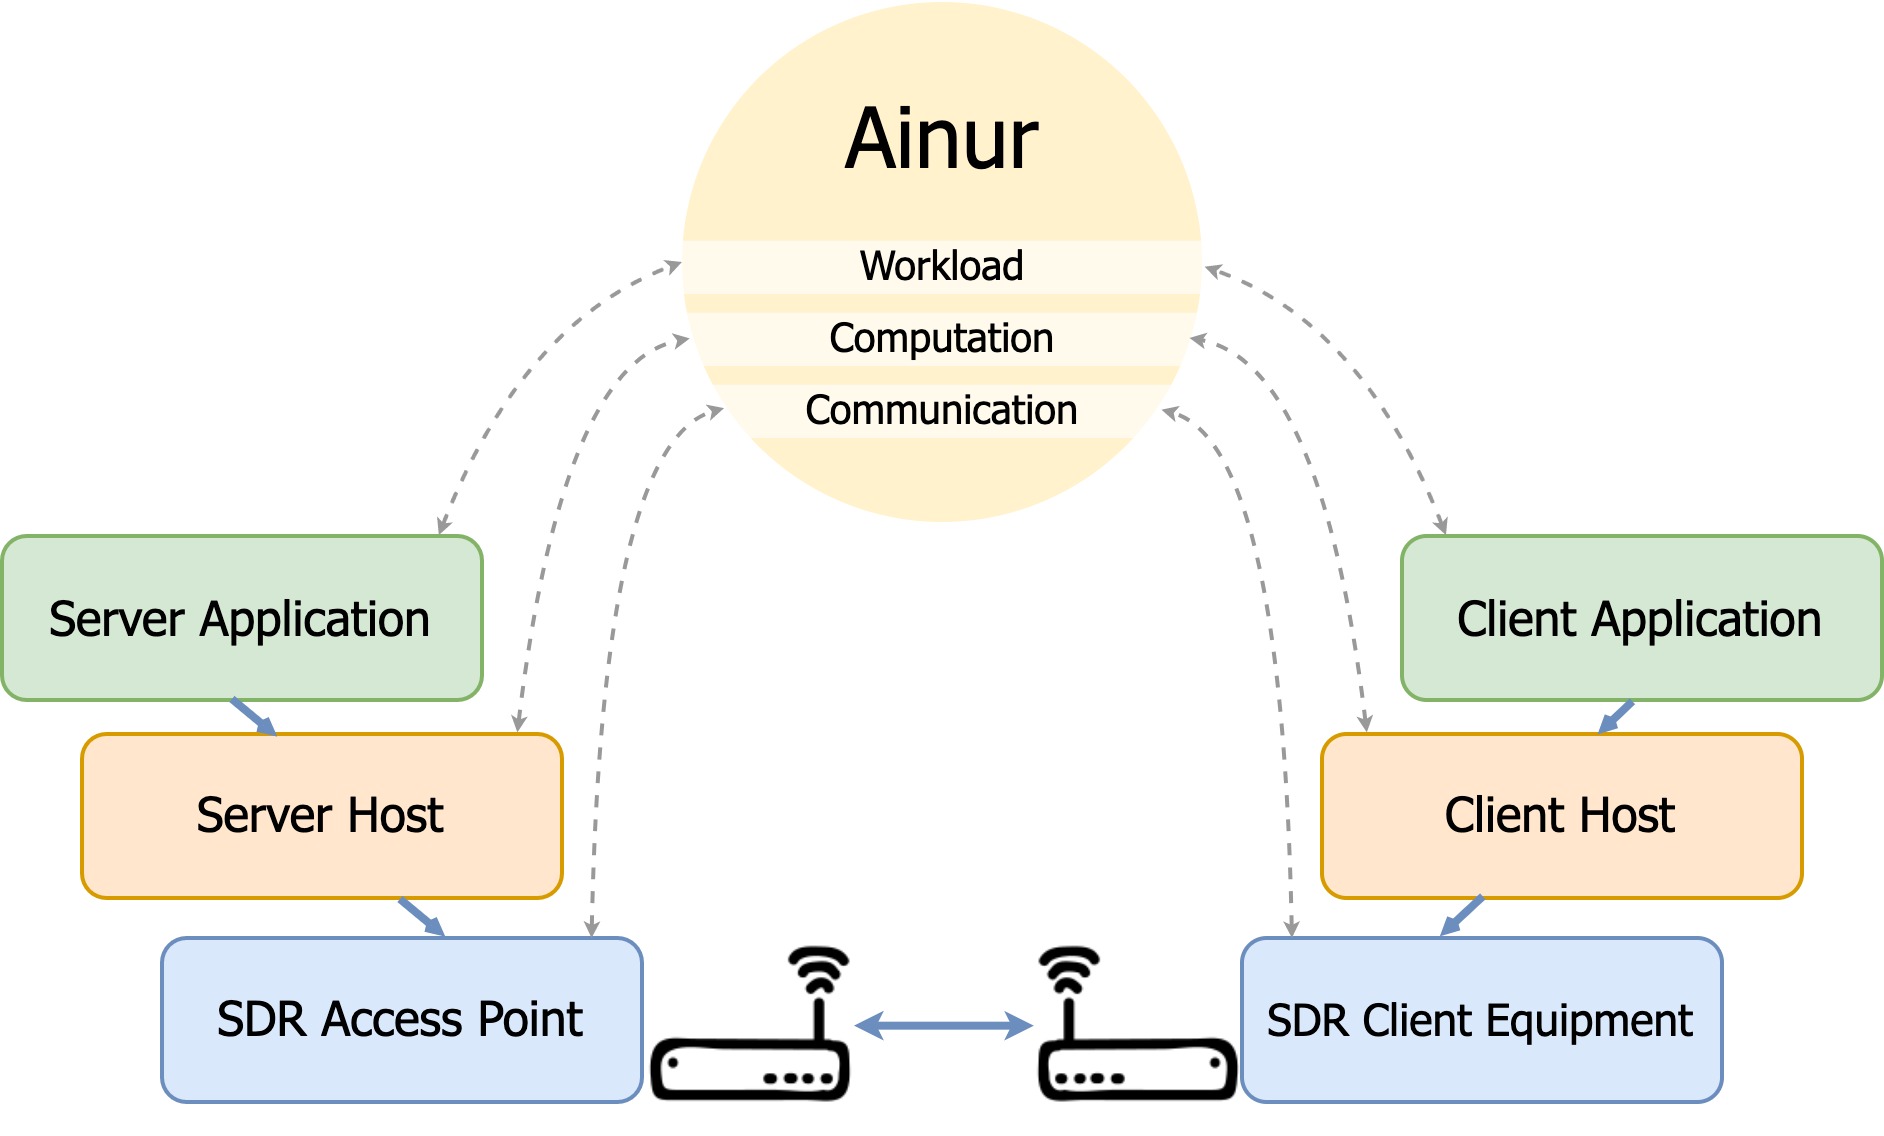 Ainur
Workload
Computation
Communication
Server Application
Client Application
Server Host
Client Host
SDR Access Point
SDR Client Equipment